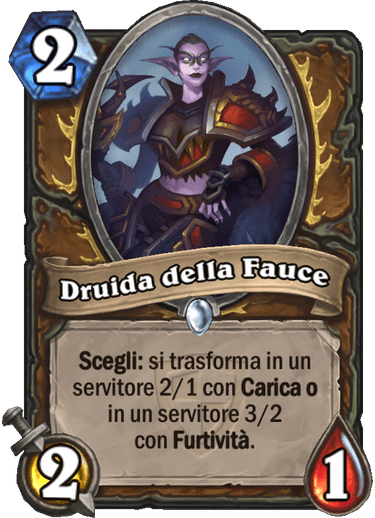 2
Druida della Fauce
Scegli: si trasforma in un
servitore 2/1 con Carica o
in un servitore 3/2
con Furtività.
2
1